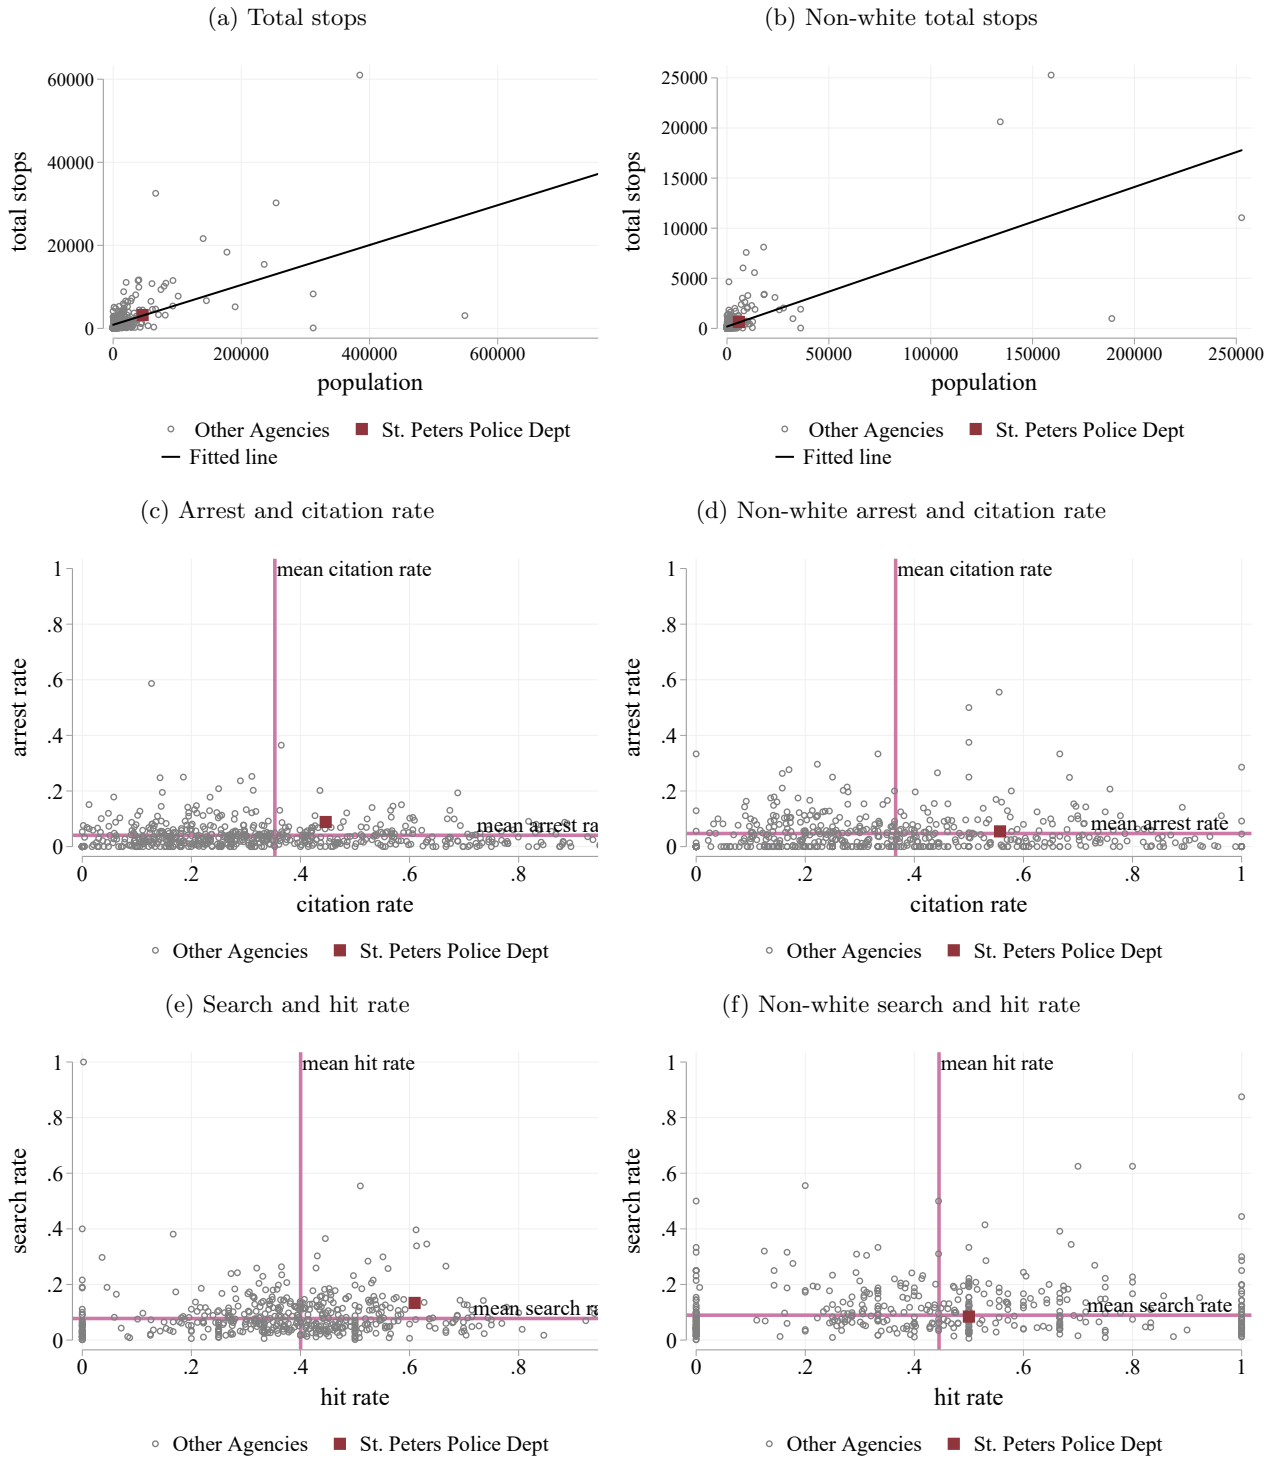 (a) Total stops
(b) Non-white total stops
60000
40000
20000
0
total stops
0 200000 400000 600000
population
Other Agencies St. Peters Police Dept
Fitted line
25000
20000
15000
10000
5000
0
total stops
0 50000 100000 150000 200000 250000
population
Other Agencies St. Peters Police Dept
Fitted line
(c) Arrest and citation rate
(d) Non-white arrest and citation rate
1
.8
.6
.4
.2
0
arrest rate
mean citation rate
mean arrest ra
0 .2 .4 .6 .8
citation rate
Other Agencies St. Peters Police Dept
1
.8
.6
.4
.2
0
arrest rate
mean citation rate
mean arrest rate
0 .2 .4 .6 .8 1
citation rate
Other Agencies St. Peters Police Dept
(e) Search and hit rate
(f) Non-white search and hit rate
1
.8
.6
.4
.2
0
search rate
mean hit rate
mean search ra
0 .2 .4 .6 .8
hit rate
Other Agencies St. Peters Police Dept
1
.8
.6
.4
.2
0
search rate
mean hit rate
mean search rate
0 .2 .4 .6 .8 1
hit rate
Other Agencies St. Peters Police Dept